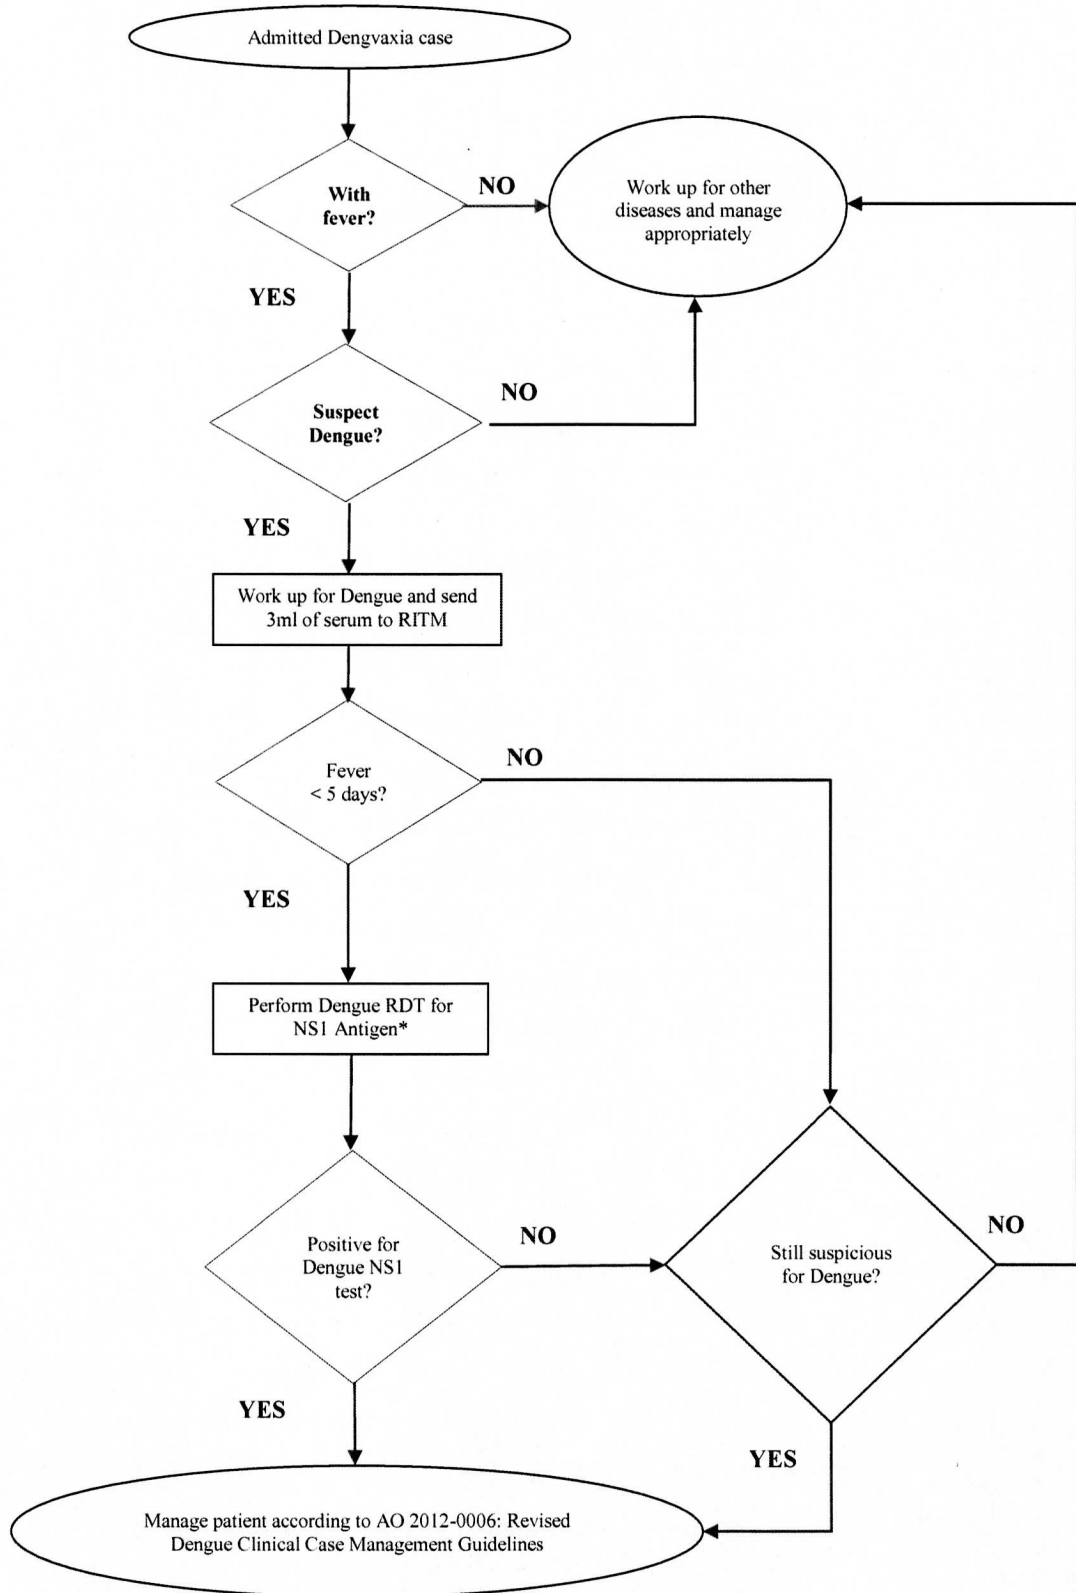 Admitted Dengvaxia case
With
fever?
NO
Work up for other
diseases and manage
appropriately
YES
Suspect
Dengue?
NO
YES
Work up for Dengue and send
3ml of serum to RITM
Fever
< 5 days?
NO
YES
Perform Dengue RDT for
NS1 Antigen*
Positive for
Dengue NS1
test?
NO
Still suspicious
for Dengue?
NO
YES
YES
Manage patient according to AO 2012-0006: Revised
Dengue Clinical Case Management Guidelines